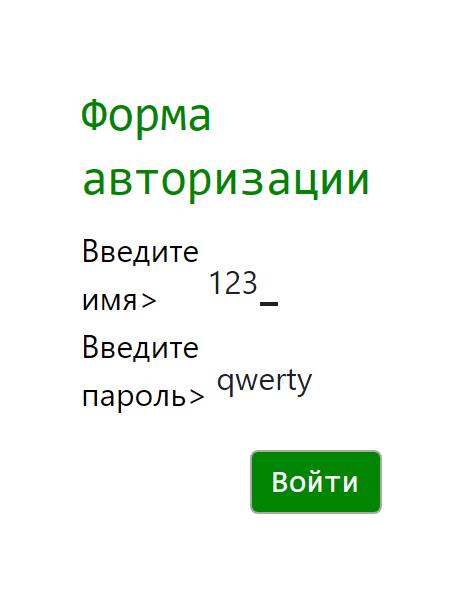 Форма
авторизации
Введите
имя> 123_
Введите
пароль> qwerty
Войти